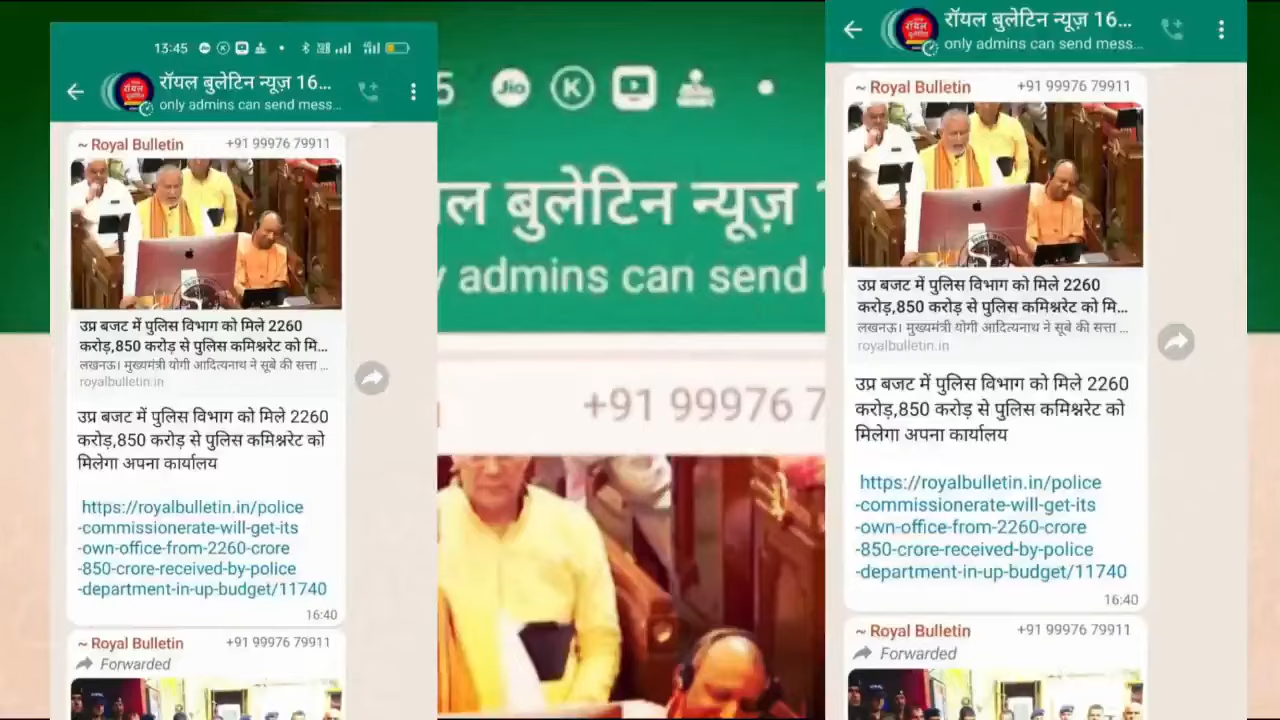 13:45
रॉयल बुलेटिन न्यूज़ 16...
only admins can send mess...
~ Royal Bulletin +91 99976 79911
उप्र बजट में पुलिस विभाग को मिले 2260
करोड़,850 करोड़ से पुलिस कमिश्नरेट को मि...
लखनऊ। मुख्यमंत्री योगी आदित्यनाथ ने सूबे की सत्ता ...
royalbulletin.in
उप्र बजट में पुलिस विभाग को मिले 2260
करोड़,850 करोड़ से पुलिस कमिश्नरेट को
मिलेगा अपना कार्यालय
https://royalbulletin.in/police
-commissionerate-will-get-its
-own-office-from-2260-crore
-850-crore-received-by-police
-department-in-up-budget/11740
16:40
~ Royal Bulletin +91 99976 79911
Forwarded
5 Jio K
ल बुलेटिन न्यूज़
y admins can send
+91 99976 7
रॉयल बुलेटिन न्यूज़ 16...
only admins can send mess...
~ Royal Bulletin +91 99976 79911
उप्र बजट में पुलिस विभाग को मिले 2260
करोड़,850 करोड़ से पुलिस कमिश्नरेट को मि...
लखनऊ। मुख्यमंत्री योगी आदित्यनाथ ने सूबे की सत्ता ...
royalbulletin.in
उप्र बजट में पुलिस विभाग को मिले 2260
करोड़,850 करोड़ से पुलिस कमिश्नरेट को
मिलेगा अपना कार्यालय
https://royalbulletin.in/police
-commissionerate-will-get-its
-own-office-from-2260-crore
-850-crore-received-by-police
-department-in-up-budget/11740
16:40
~ Royal Bulletin +91 99976 79911
Forwarded